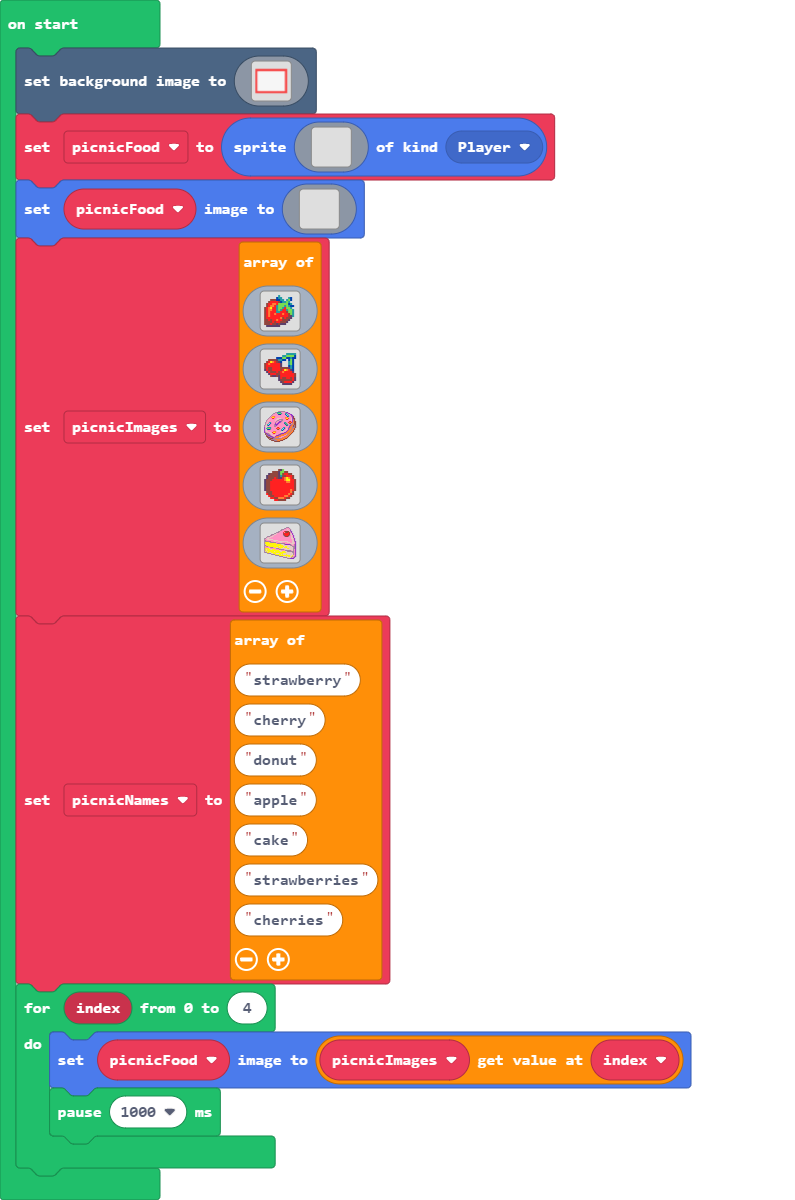 on start
set background image to
set picnicFood to sprite of kind Player
set picnicFood image to
array of
set picnicImages to
array of
"strawberry"
"cherry"
"donut"
"apple"
set picnicNames to
"cake"
"strawberries"
"cherries"
for index from 0 to 4
do
set picnicFood image to picnicImages get value at index
pause 1000 ms